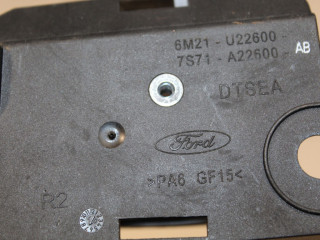 6M21 - U22600 -
7S71 - A22600 - AB
DTSEA
Ford
>PA6 GF15<
R2